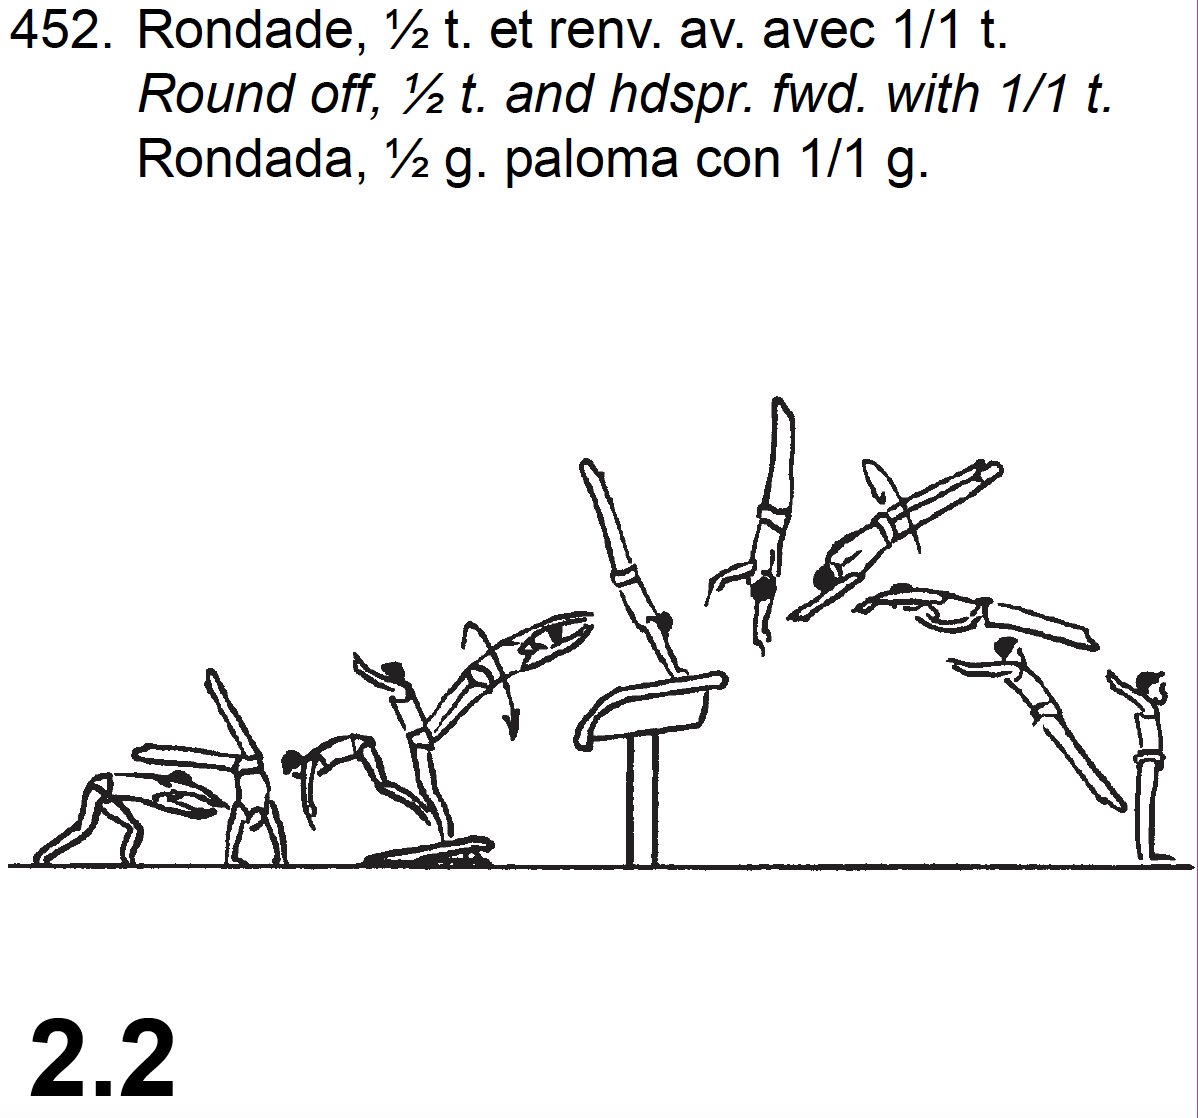 452. Rondade, ½ t. et renv. av. avec 1/1 t.
Round off, ½ t. and hdspr. fwd. with 1/1 t.
Rondada, ½ g. paloma con 1/1 g.
2.2